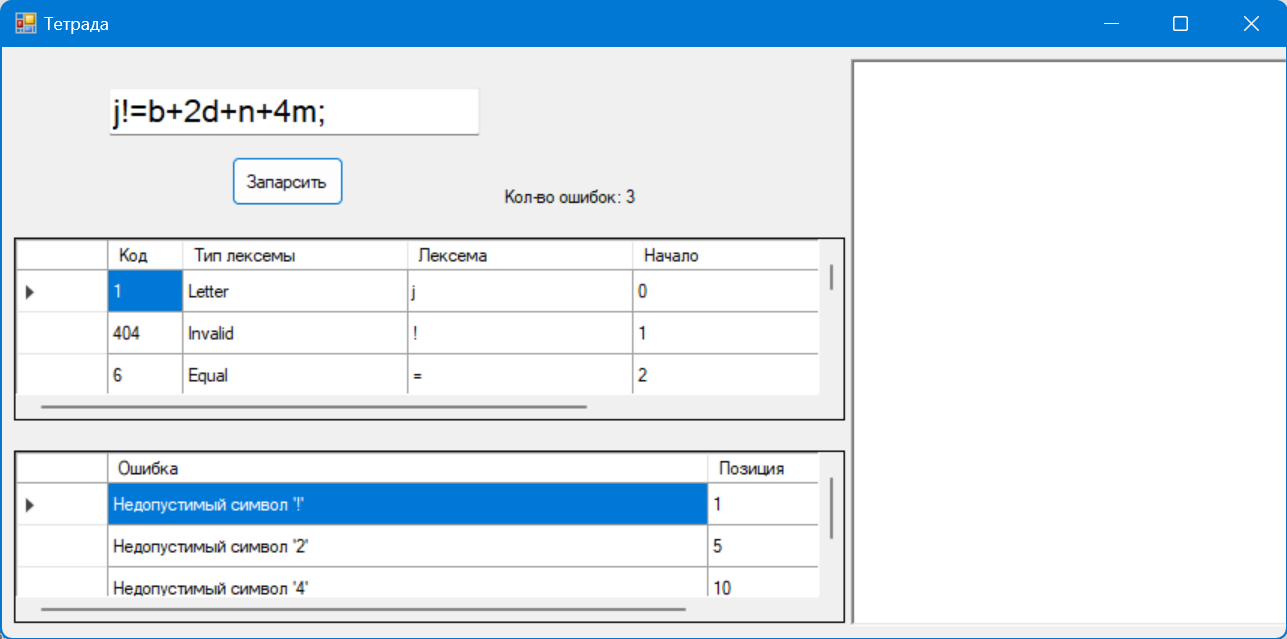 Тетрада
j!=b+2d+n+4m;
Запарсить
Кол-во ошибок: 3
Код Тип лексемы Лексема Начало
1 Letter j 0
404 Invalid ! 1
6 Equal = 2
Ошибка Позиция
Недопустимый символ '!' 1
Недопустимый символ '2' 5
Недопустимый символ '4' 10